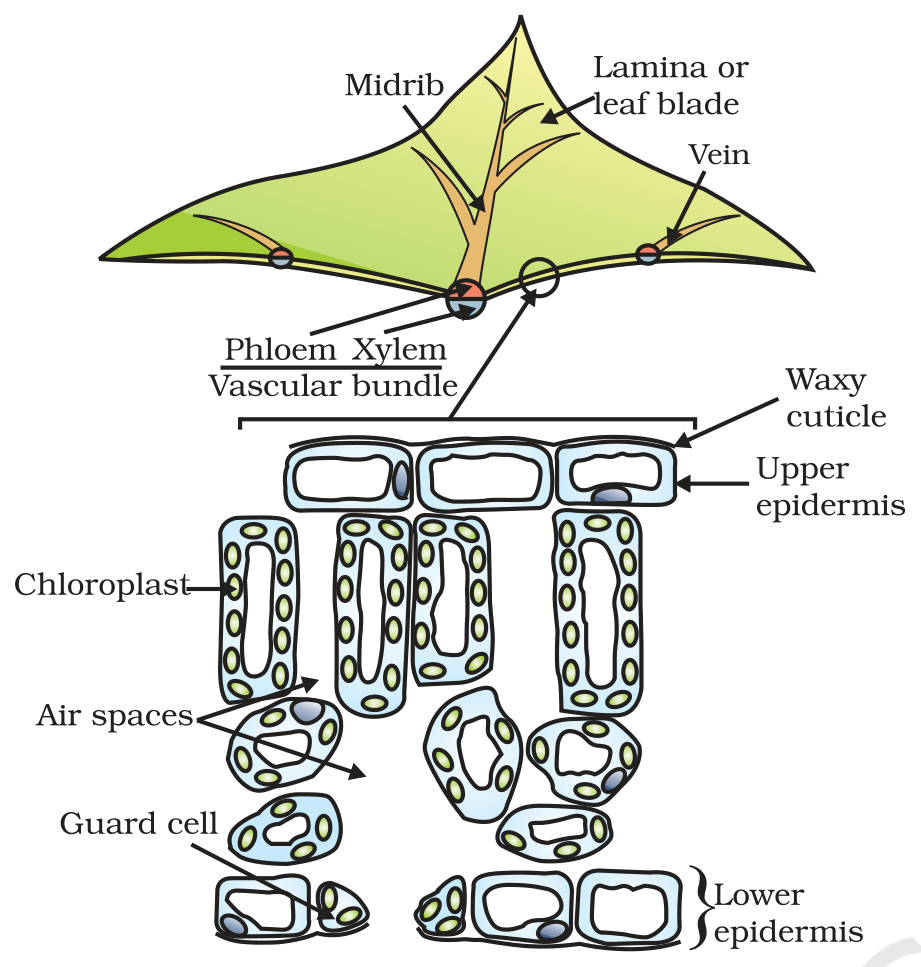 Midrib
Lamina or
leaf blade
Vein
Phloem Xylem
Vascular bundle
Waxy
cuticle
Upper
epidermis
Chloroplast
Air spaces
Guard cell
Lower
epidermis